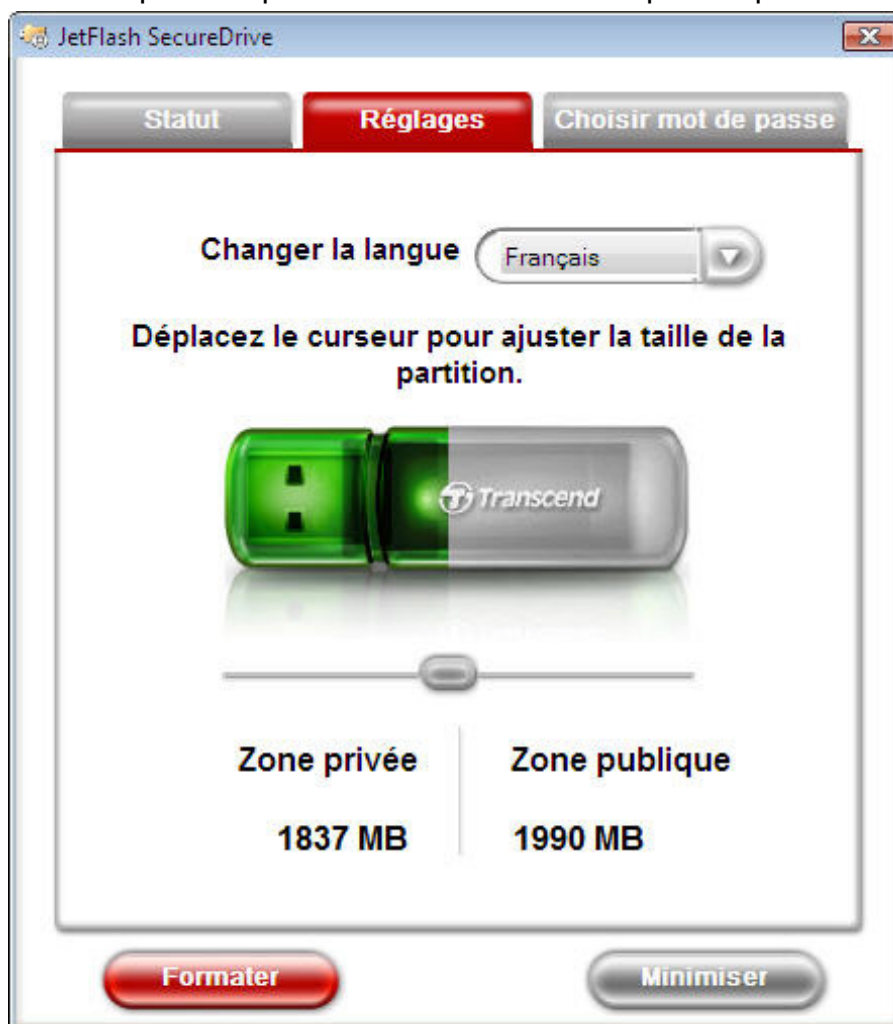 JetFlash SecureDrive
Statut
Réglages
Choisir mot de passe
Changer la langue
Français
Déplacez le curseur pour ajuster la taille de la
partition.
Transcend
Zone privée
Zone publique
1837 MB
1990 MB
Formater
Minimiser